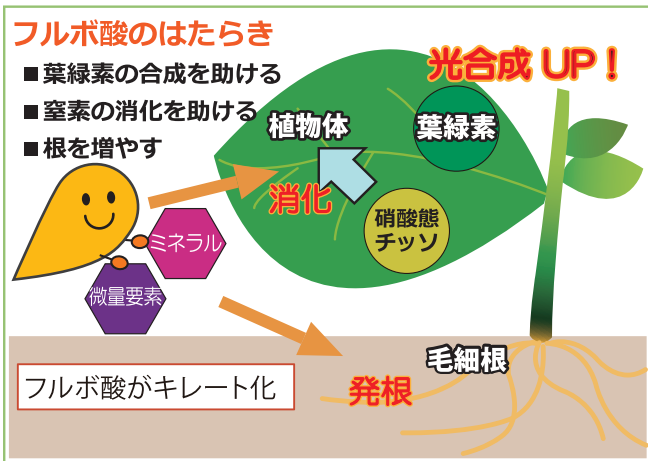 フルボ酸のはたらき
■ 葉緑素の合成を助ける
■ 窒素の消化を助ける
■ 根を増やす
光合成 UP！
植物体
葉緑素
消化
硝酸態
チッソ
ミネラル
微量要素
毛細根
発根
フルボ酸がキレート化